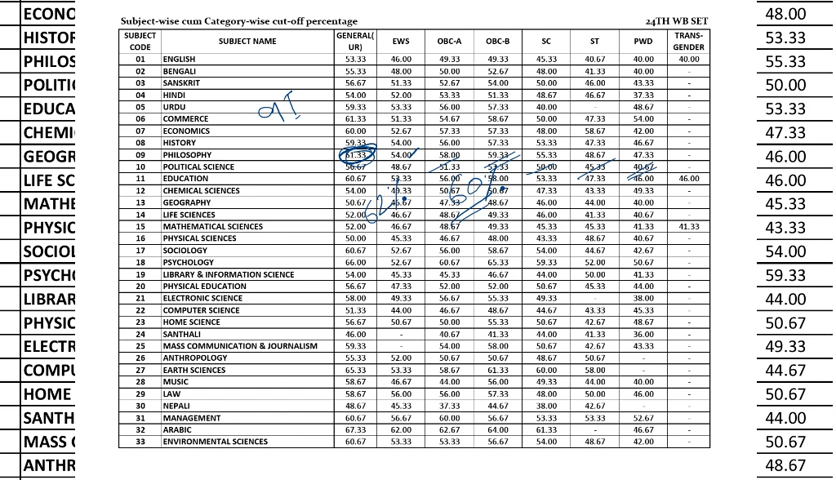 Subject-wise cum Category-wise cut-off percentage 24TH WB SET
SUBJECT CODE SUBJECT NAME GENERAL( UR) EWS OBC-A OBC-B SC ST PWD TRANS-GENDER
01 ENGLISH 53.33 46.00 49.33 49.33 45.33 40.67 40.00 40.00
02 BENGALI 55.33 48.00 50.00 52.67 48.00 41.33 40.00 -
03 SANSKRIT 56.67 51.33 52.67 54.00 50.00 46.00 43.33 -
04 HINDI 54.00 52.00 53.33 51.33 48.67 46.67 37.33 -
05 URDU 59.33 53.33 56.00 57.33 40.00 - 48.67 -
06 COMMERCE 61.33 51.33 54.67 58.67 50.00 47.33 54.00 -
07 ECONOMICS 60.00 52.67 57.33 57.33 48.00 58.67 42.00 -
08 HISTORY 59.33 54.00 56.00 57.33 53.33 47.33 46.67 -
09 PHILOSOPHY 61.33 54.00 58.00 59.33 55.33 48.67 47.33 -
10 POLITICAL SCIENCE 56.67 48.67 51.33 53.33 50.00 45.33 40.67 -
11 EDUCATION 60.67 53.33 56.00 58.00 53.33 47.33 46.00 46.00
12 CHEMICAL SCIENCES 54.00 49.33 50.67 50.67 47.33 43.33 49.33 -
13 GEOGRAPHY 50.67 45.67 47.33 48.67 46.00 44.00 40.00 -
14 LIFE SCIENCES 52.00 46.67 48.67 49.33 46.00 41.33 40.67 -
15 MATHEMATICAL SCIENCES 52.00 46.67 48.67 49.33 45.33 45.33 41.33 41.33
16 PHYSICAL SCIENCES 50.00 45.33 46.67 48.00 43.33 48.67 40.67 -
17 SOCIOLOGY 60.67 52.67 56.00 58.67 54.00 44.67 42.67 -
18 PSYCHOLOGY 66.00 52.67 60.67 65.33 59.33 52.00 50.67 -
19 LIBRARY & INFORMATION SCIENCE 54.00 45.33 45.33 46.67 44.00 50.00 41.33 -
20 PHYSICAL EDUCATION 56.67 47.33 52.00 52.00 50.67 45.33 44.00 -
21 ELECTRONIC SCIENCE 58.00 49.33 56.67 55.33 49.33 - 38.00 -
22 COMPUTER SCIENCE 51.33 44.00 46.67 48.67 44.67 43.33 45.33 -
23 HOME SCIENCE 56.67 50.67 50.00 55.33 50.67 42.67 48.67 -
24 SANTHALI 46.00 - 40.67 41.33 44.00 41.33 36.00 -
25 MASS COMMUNICATION & JOURNALISM 59.33 - 54.00 58.00 50.67 42.67 43.33 -
26 ANTHROPOLOGY 55.33 52.00 50.67 50.67 48.67 50.67 - -
27 EARTH SCIENCES 65.33 53.33 58.67 61.33 60.00 58.00 - -
28 MUSIC 58.67 46.67 44.00 56.00 49.33 44.00 40.00 -
29 LAW 58.67 56.00 56.00 57.33 48.00 50.00 46.00 -
30 NEPALI 48.67 45.33 37.33 44.67 38.00 42.67 - -
31 MANAGEMENT 60.67 56.67 60.00 56.67 53.33 53.33 52.67 -
32 ARABIC 67.33 62.00 62.67 64.00 61.33 - 46.67 -
33 ENVIRONMENTAL SCIENCES 60.67 53.33 53.33 56.67 54.00 48.67 42.00 -
62%
60%
ECONO 48.00
HISTOR 53.33
PHILOS 55.33
POLITI 50.00
EDUCA 53.33
CHEMI 47.33
GEOGR 46.00
LIFE SC 46.00
MATHE 45.33
PHYSIC 43.33
SOCIOL 54.00
PSYCH 59.33
LIBRAR 44.00
PHYSIC 50.67
ELECTR 49.33
COMPU 44.67
HOME 50.67
SANTH 44.00
MASS C 50.67
ANTHR 48.67